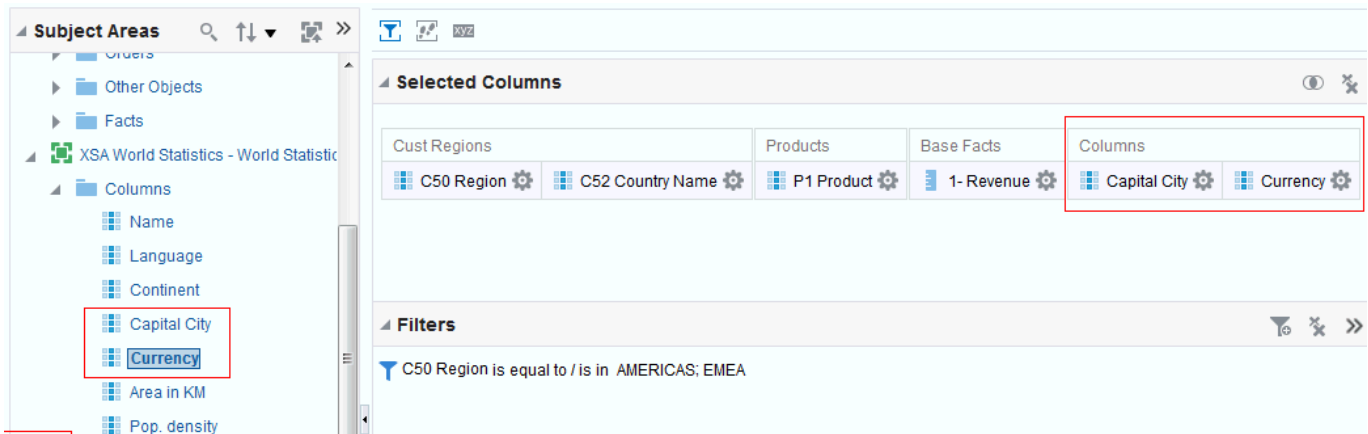 Subject Areas
Orders
Other Objects
Facts
XSA World Statistics - World Statistic
Columns
Name
Language
Continent
Capital City
Currency
Area in KM
Pop. density
xyz
Selected Columns
Cust Regions
Products
Base Facts
Columns
C50 Region
C52 Country Name
P1 Product
1- Revenue
Capital City
Currency
Filters
C50 Region is equal to / is in AMERICAS; EMEA